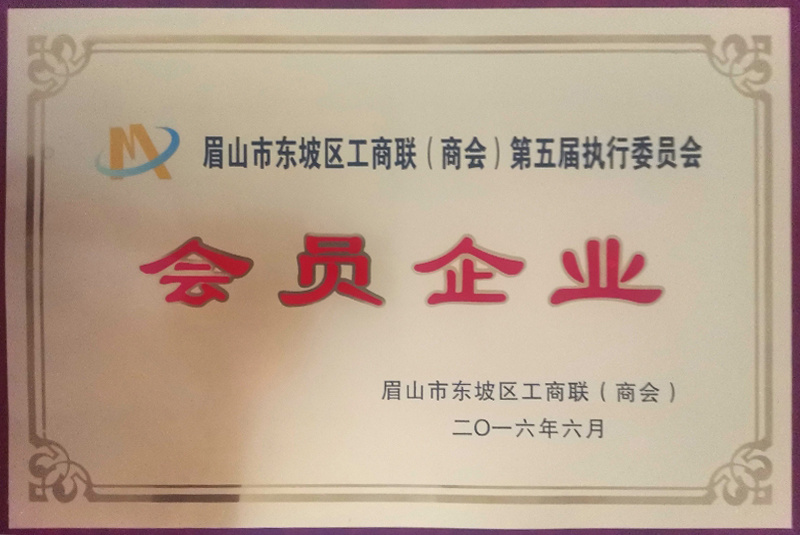 眉山市东坡区工商联（商会）第五届执行委员会
会员企业
眉山市东坡区工商联（商会）
二〇一六年六月